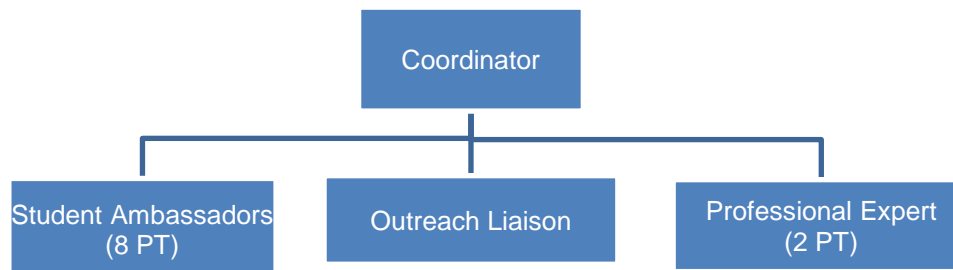 Coordinator
Student Ambassadors
(8 PT)
Outreach Liaison
Professional Expert
(2 PT)